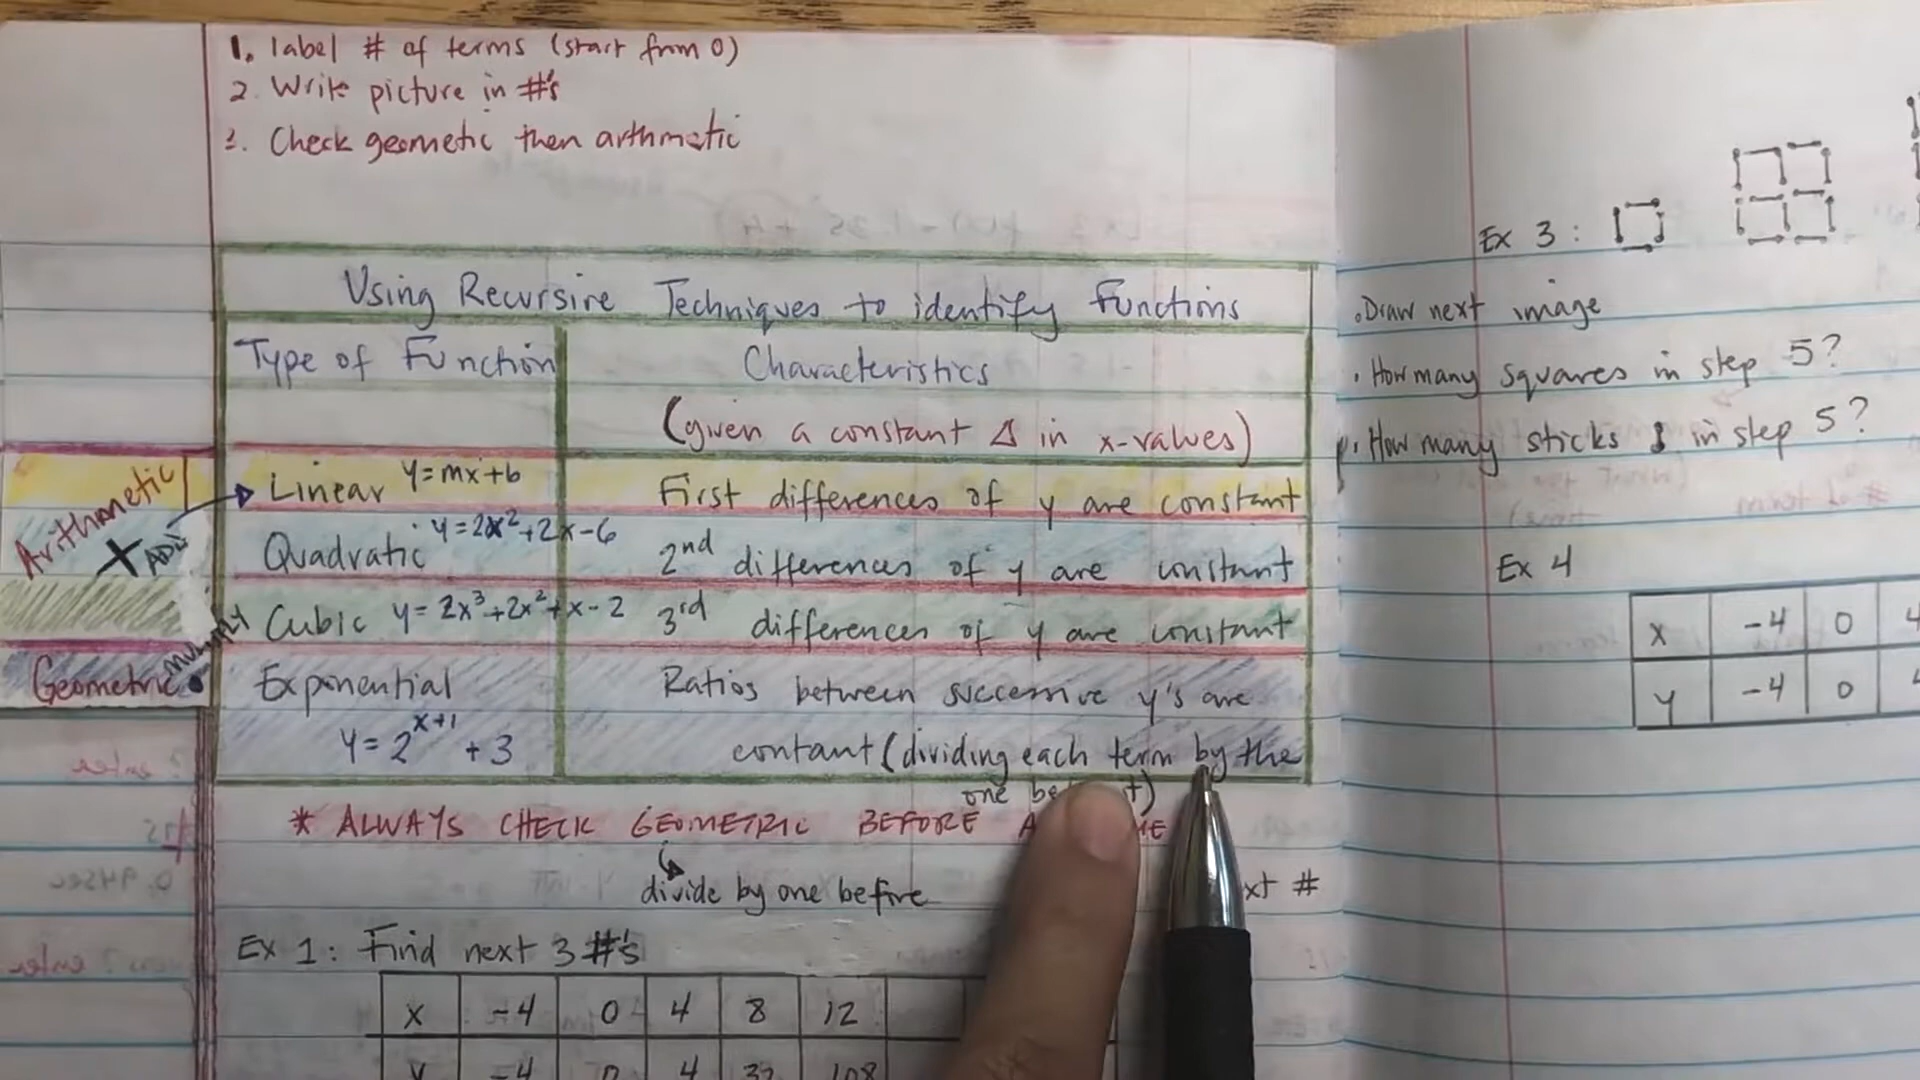 1. label # of terms (start from 0)
2. Write picture in #'s
3. Check geometic then arthmatic
Using Recursire Techniques to identify Functions
Type of Function
Characteristics
(given a constant Δ in x-values)
Arithmetic
ADD
Linear y=mx+b
First differences of y are constant
Quadratic y=2x²+2x-6
2nd differences of y are constant
Cubic y=2x³+2x²+x-2
3rd differences of y are constant
Geometric
Exponential
y=2^{x+1}+3
Ratios between successive y's are
contant (dividing each term by the
one
* ALWAYS CHECK GEOMETRIC BEFORE
divide by one before
xt #
EX 1: Find next 3 #'s
X -4 0 4 8 12
y -4 0 4 32 108
Ex 3:
.Draw next image
. How many squares in step 5?
. How many sticks in step 5?
Ex 4
X -4 0 4
y -4 0